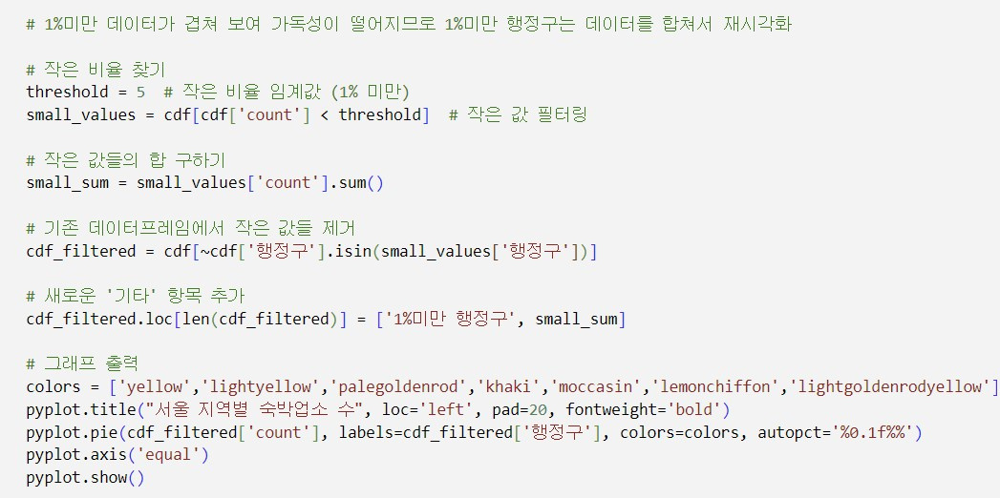 # 1%미만 데이터가 겹쳐 보여 가독성이 떨어지므로 1%미만 행정구는 데이터를 합쳐서 재시각화
# 작은 비율 찾기
threshold = 5  # 작은 비율 임계값 (1% 미만)
small_values = cdf[cdf['count'] < threshold]  # 작은 값 필터링
# 작은 값들의 합 구하기
small_sum = small_values['count'].sum()
# 기존 데이터프레임에서 작은 값들 제거
cdf_filtered = cdf[~cdf['행정구'].isin(small_values['행정구'])]
# 새로운 '기타' 항목 추가
cdf_filtered.loc[len(cdf_filtered)] = ['1%미만 행정구', small_sum]
# 그래프 출력
colors = ['yellow','lightyellow','palegoldenrod','khaki','moccasin','lemonchiffon','lightgoldenrodyellow']
pyplot.title("서울 지역별 숙박업소 수", loc='left', pad=20, fontweight='bold')
pyplot.pie(cdf_filtered['count'], labels=cdf_filtered['행정구'], colors=colors, autopct='%0.1f%%')
pyplot.axis('equal')
pyplot.show()